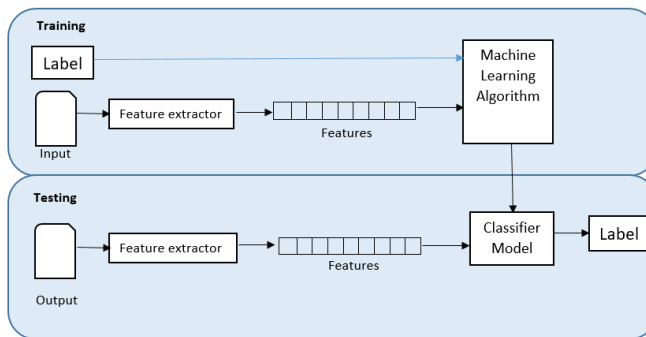 Training
Label
Machine
Learning
Algorithm
Feature extractor
Features
Input
Testing
Feature extractor
Features
Classifier
Model
Label
Output